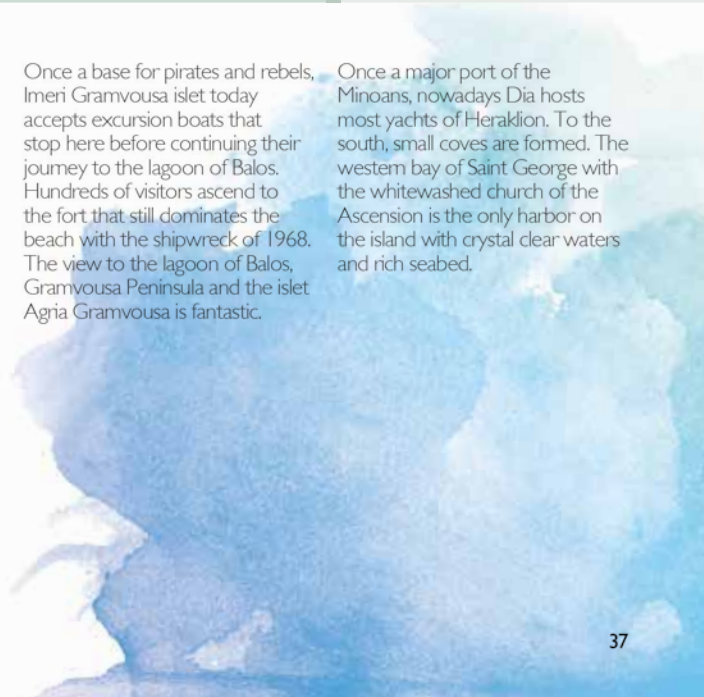 Once a base for pirates and rebels,
Imeri Gramvousa islet today
accepts excursion boats that
stop here before continuing their
journey to the lagoon of Balos.
Hundreds of visitors ascend to
the fort that still dominates the
beach with the shipwreck of 1968.
The view to the lagoon of Balos,
Gramvousa Peninsula and the islet
Agria Gramvousa is fantastic.
Once a major port of the
Minoans, nowadays Dia hosts
most yachts of Heraklion. To the
south, small coves are formed. The
western bay of Saint George with
the whitewashed church of the
Ascension is the only harbor on
the island with crystal clear waters
and rich seabed.
37